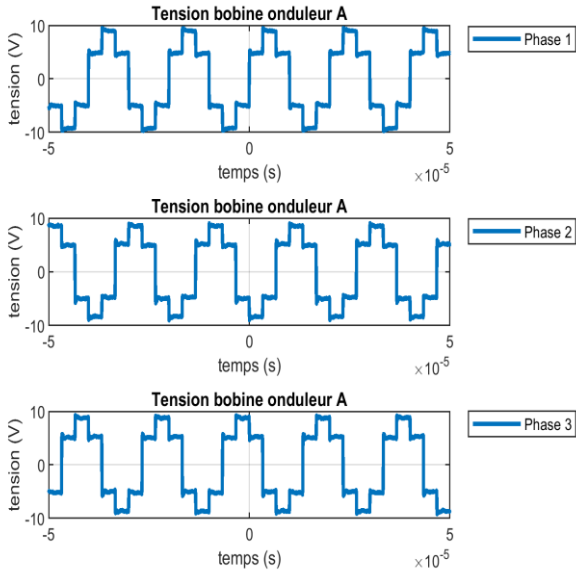 Tension bobine onduleur A
10
0
-10
tension (V)
-5
0
5
temps (s)
×10-5
Phase 1
Tension bobine onduleur A
10
0
-10
tension (V)
-5
0
5
temps (s)
×10-5
Phase 2
Tension bobine onduleur A
10
0
-10
tension (V)
-5
0
5
temps (s)
×10-5
Phase 3